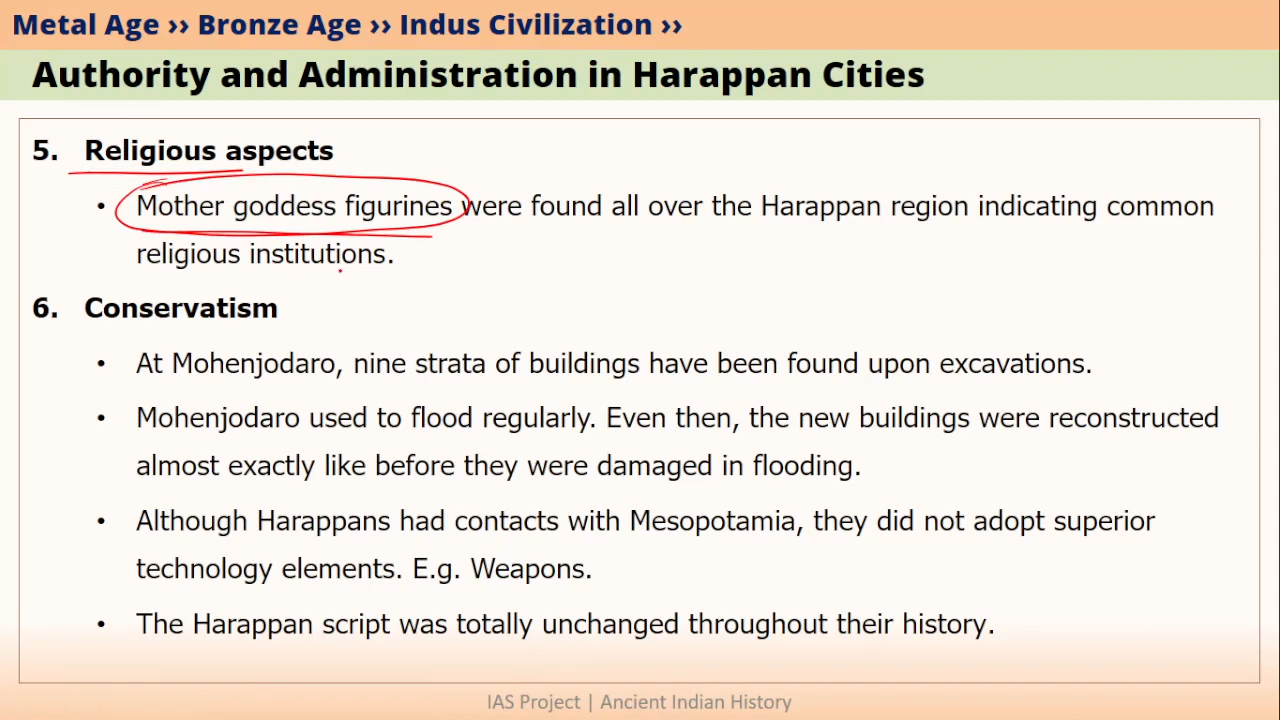 Metal Age ›› Bronze Age ›› Indus Civilization ››
Authority and Administration in Harappan Cities
5. Religious aspects
• Mother goddess figurines were found all over the Harappan region indicating common
religious institutions.
6. Conservatism
• At Mohenjodaro, nine strata of buildings have been found upon excavations.
• Mohenjodaro used to flood regularly. Even then, the new buildings were reconstructed
almost exactly like before they were damaged in flooding.
• Although Harappans had contacts with Mesopotamia, they did not adopt superior
technology elements. E.g. Weapons.
• The Harappan script was totally unchanged throughout their history.
IAS Project | Ancient Indian History